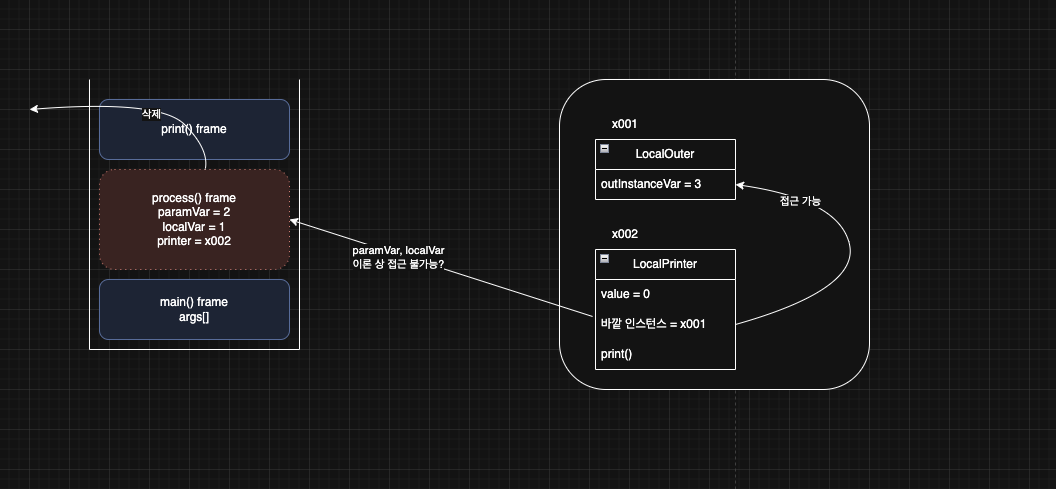 삭제
print() frame
process() frame
paramVar = 2
localVar = 1
printer = x002
main() frame
args[]
paramVar, localVar
이론 상 접근 불가능?
x001
LocalOuter
outInstanceVar = 3
접근 가능
x002
LocalPrinter
value = 0
바깥 인스턴스 = x001
print()